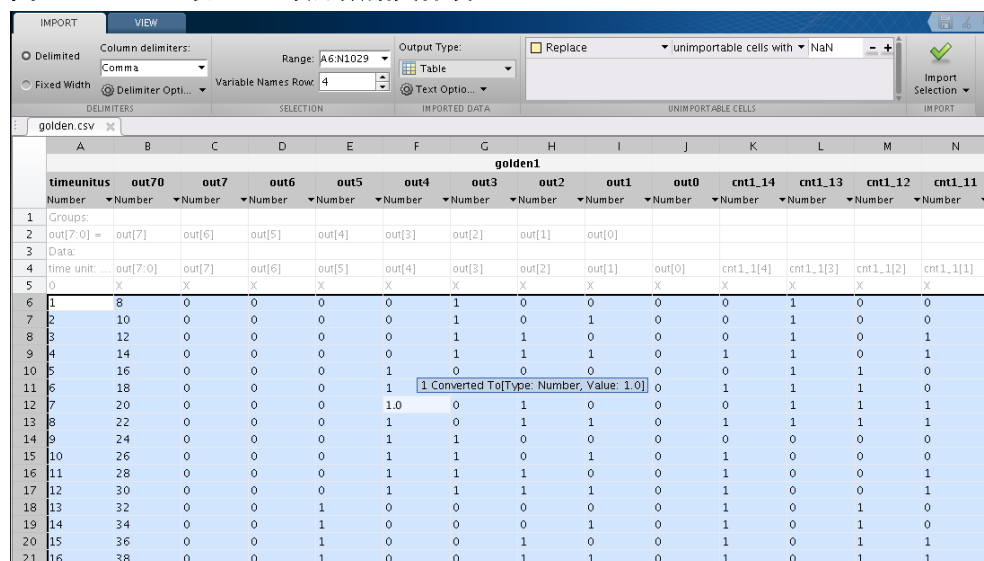 IMPORT VIEW
Delimited
Column delimiters:
Comma
Fixed Width
Delimiter Opti...
DELIMITERS
Range: A6:N1029
Variable Names Row: 4
SELECTION
Output Type:
Table
Text Optio...
IMPORTED DATA
Replace unimportable cells with NaN - +
UNIMPORTABLE CELLS
Import
Selection
IMPORT
golden.csv
A B C D E F G H I J K L M N
golden1
timeunitus out70 out7 out6 out5 out4 out3 out2 out1 out0 cnt1_14 cnt1_13 cnt1_12 cnt1_11
Number Number Number Number Number Number Number Number Number Number Number Number Number Number
1 Groups:
2 out[7:0] = out[7] out[6] out[5] out[4] out[3] out[2] out[1] out[0]
3 Data:
4 time unit: ... out[7:0] out[7] out[6] out[5] out[4] out[3] out[2] out[1] out[0] cnt1_1[4] cnt1_1[3] cnt1_1[2] cnt1_1[1]
5 0 X X X X X X X X X X X X X
6 1 8 0 0 0 0 1 0 0 0 0 1 0 0
7 2 10 0 0 0 0 1 0 1 0 0 1 0 0
8 3 12 0 0 0 0 1 1 0 0 0 1 0 1
9 4 14 0 0 0 0 1 1 1 0 1 1 0 1
10 5 16 0 0 0 1 0 0 0 0 0 1 1 0
11 6 18 0 0 0 1 0 1 1 1 0
1 Converted To[Type: Number, Value: 1.0]
12 7 20 0 0 0 1.0 0 1 0 0 0 1 1 1
13 8 22 0 0 0 1 0 1 1 0 1 1 1 1
14 9 24 0 0 0 1 1 0 0 0 0 0 0 0
15 10 26 0 0 0 1 1 0 1 0 1 0 0 0
16 11 28 0 0 0 1 1 1 0 0 1 0 0 1
17 12 30 0 0 0 1 1 1 1 0 1 0 0 1
18 13 32 0 0 1 0 0 0 0 0 1 0 1 0
19 14 34 0 0 1 0 0 0 1 0 1 0 1 0
20 15 36 0 0 1 0 0 1 0 0 1 0 1 1
21 16 38 0 0 1 0 0 1 1 0 1 0 1 1